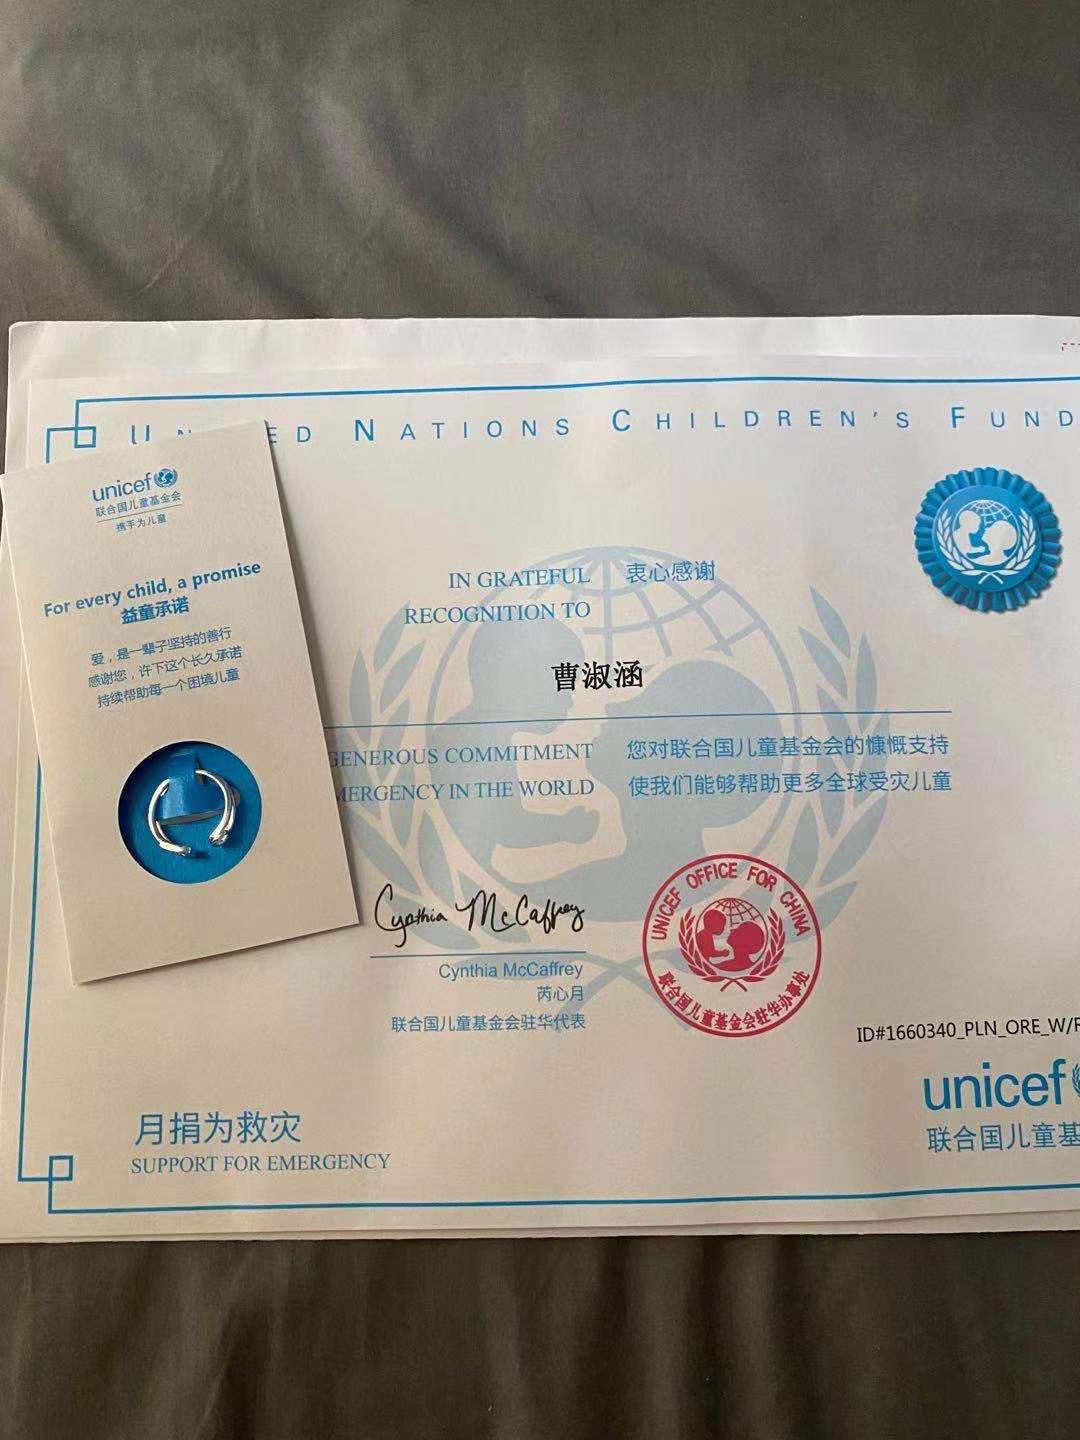 UNITED NATIONS CHILDREN'S FUND
unicef
联合国儿童基金会
携手为儿童
For every child, a promise
益童承诺
爱，是一辈子坚持的善行
感谢您，许下这个长久承诺
持续帮助每一个困境儿童
IN GRATEFUL 衷心感谢
RECOGNITION TO
曹淑涵
GENEROUS COMMITMENT 您对联合国儿童基金会的慷慨支持
EMERGENCY IN THE WORLD 使我们能够帮助更多全球受灾儿童
Cynthia McCaffrey
Cynthia McCaffrey
芮心月
联合国儿童基金会驻华代表
UNICEF OFFICE FOR CHINA
联合国儿童基金会驻华办事处
ID#1660340_PLN_ORE_W/
unicef
联合国儿童基
月捐为救灾
SUPPORT FOR EMERGENCY